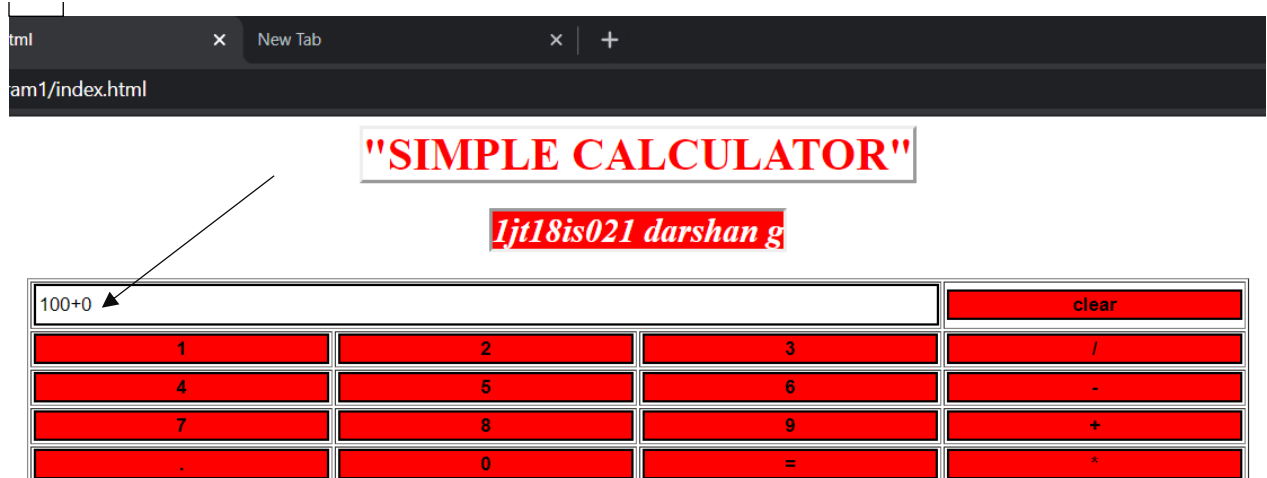 tml × New Tab × +
ram1/index.html
"SIMPLE CALCULATOR"
1jt18is021 darshan g
100+0 clear
1 2 3 /
4 5 6 -
7 8 9 +
. 0 = *